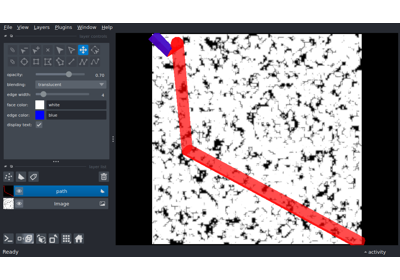 File View Layers Plugins Window Help
opacity: 0.70
blending: translucent
edge width: 4
face color: white
edge color: blue
display text:
path
Image
Ready
activity